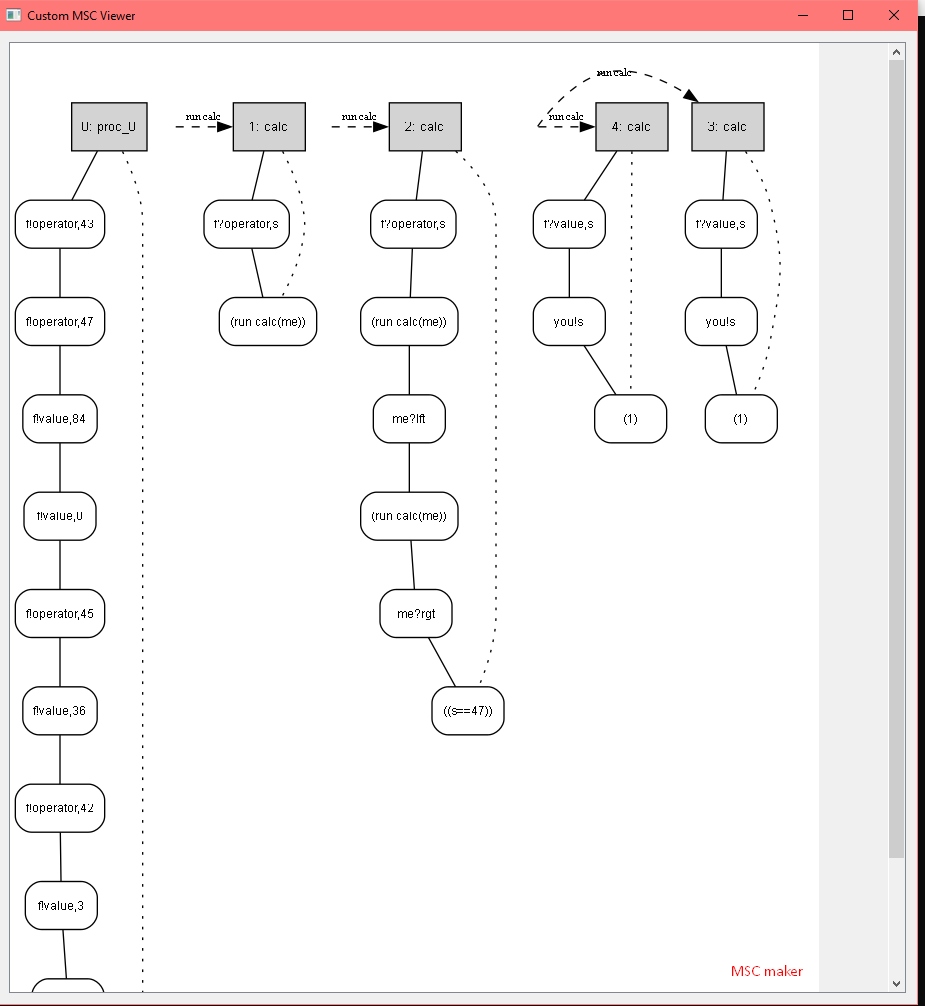 Custom MSC Viewer
run calc
0: proc_0
run calc
1: calc
run calc
2: calc
run calc
4: calc
3: calc
f!operator,43
f?operator,s
f?operator,s
f?value,s
f?value,s
f!operator,47
(run calc(me))
(run calc(me))
you!s
you!s
f!value,84
me?lft
(1)
(1)
f!value,0
(run calc(me))
f!operator,45
me?rgt
f!value,36
((s==47))
f!operator,42
f!value,3
MSC maker